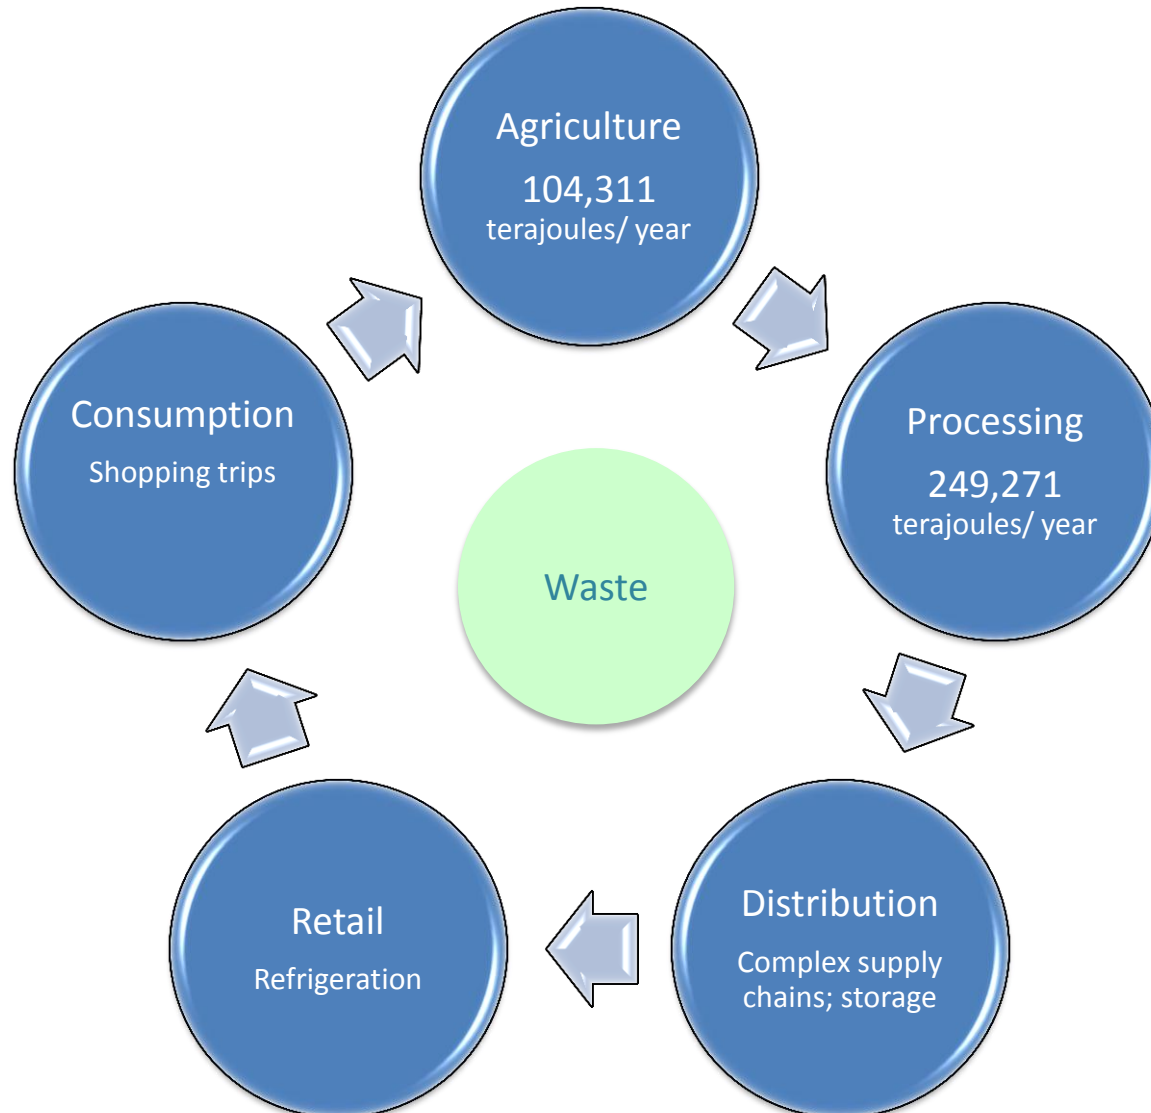 Agriculture
104,311
terajoules/ year
Processing
249,271
terajoules/ year
Distribution
Complex supply
chains; storage
Retail
Refrigeration
Consumption
Shopping trips
Waste